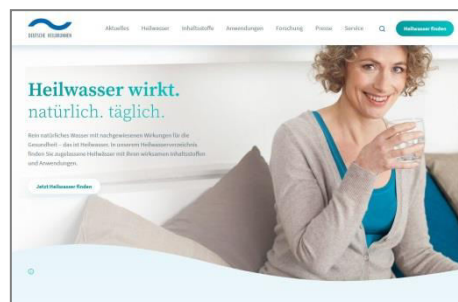 DEUTSCHE HEILBRUNNEN
Aktuelles Heilwasser Inhaltsstoffe Anwendungen Forschung Presse Service Heilwasser finden
Heilwasser wirkt.
natürlich. täglich.
Rein natürliches Wasser mit nachgewiesenen Wirkungen für die
Gesundheit – das ist Heilwasser. In unserem Heilwasserverzeichnis
finden Sie zugelassene Heilwässer mit ihren wirksamen Inhaltsstoffen
und Anwendungen.
Jetzt Heilwasser finden